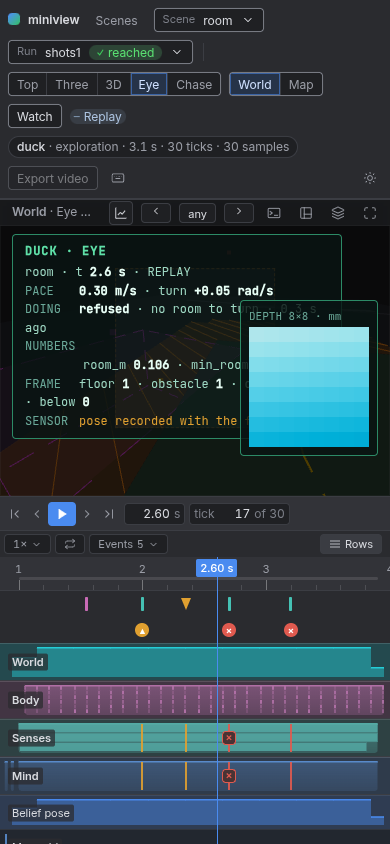 miniview Scenes Scene room
Run shots1 ✓ reached
Top Three 3D Eye Chase World Map
Watch Replay
duck · exploration · 3.1 s · 30 ticks · 30 samples
Export video
World · Eye ... any
DUCK · EYE
room · t 2.6 s · REPLAY
PACE 0.30 m/s · turn +0.05 rad/s
DOING refused · no room to turn · 0.3 s
ago
NUMBERS
room_m 0.106 · min_room
FRAME floor 1 · obstacle 1 ·
· below 0
SENSOR pose recorded with the
DEPTH 8×8 · mm
2.60 s tick 17 of 30
1× Events 5 Rows
1 2 2.60 s 3 4
World
Body
Senses
Mind
Belief pose